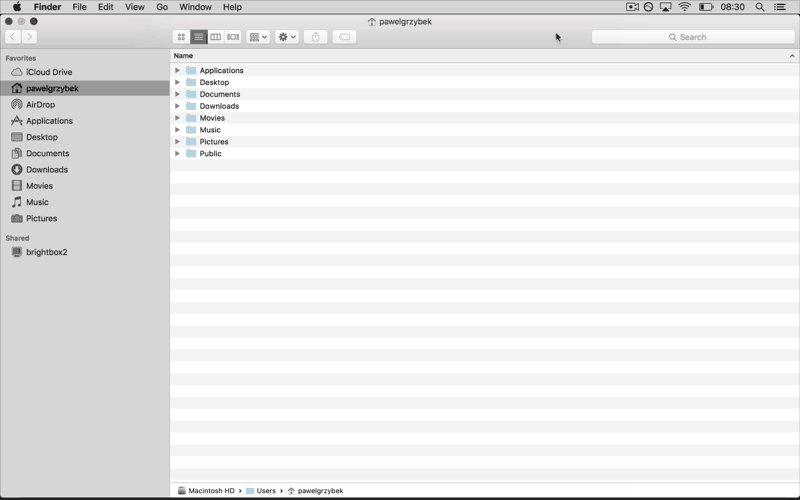 Finder File Edit View Go Window Help 08:30
pawelgrzybek
Search
Favorites
iCloud Drive
pawelgrzybek
AirDrop
Applications
Desktop
Documents
Downloads
Movies
Music
Pictures
Shared
brightbox2
Name
Applications
Desktop
Documents
Downloads
Movies
Music
Pictures
Public
Macintosh HD › Users › pawelgrzybek